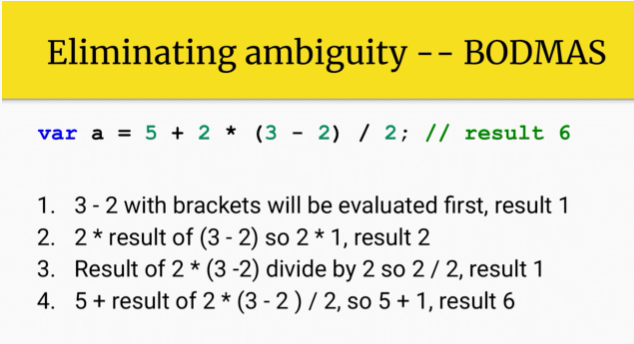 Eliminating ambiguity -- BODMAS
var a = 5 + 2 * (3 - 2) / 2; // result 6
1. 3 - 2 with brackets will be evaluated first, result 1
2. 2 * result of (3 - 2) so 2 * 1, result 2
3. Result of 2 * (3 -2) divide by 2 so 2 / 2, result 1
4. 5 + result of 2 * (3 - 2 ) / 2, so 5 + 1, result 6